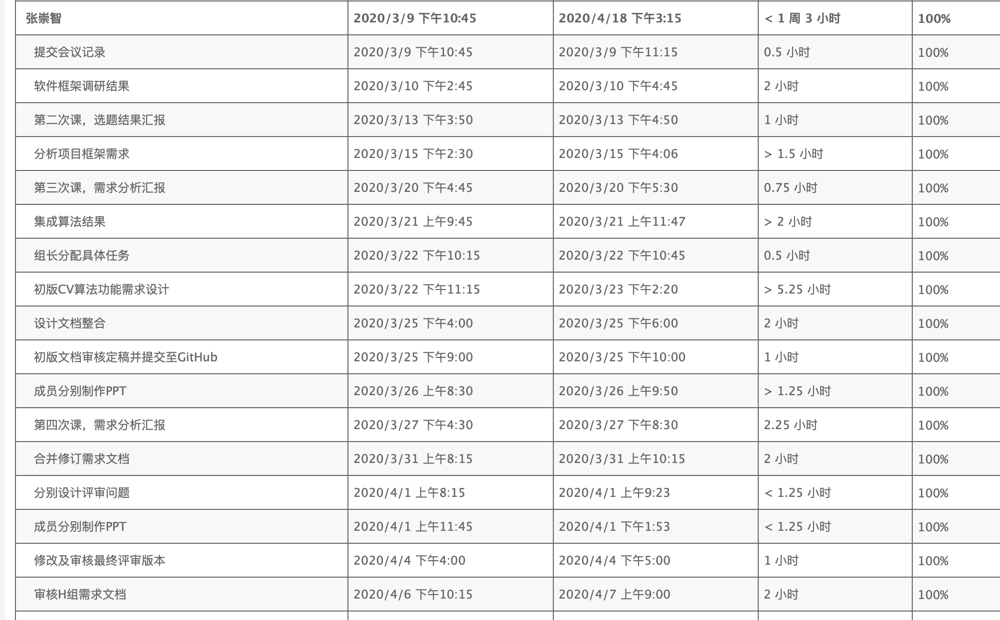 张崇智 2020/3/9 下午10:45 2020/4/18 下午3:15 < 1 周 3 小时 100%
提交会议记录 2020/3/9 下午10:45 2020/3/9 下午11:15 0.5 小时 100%
软件框架调研结果 2020/3/10 下午2:45 2020/3/10 下午4:45 2 小时 100%
第二次课，选题结果汇报 2020/3/13 下午3:50 2020/3/13 下午4:50 1 小时 100%
分析项目框架需求 2020/3/15 下午2:30 2020/3/15 下午4:06 > 1.5 小时 100%
第三次课，需求分析汇报 2020/3/20 下午4:45 2020/3/20 下午5:30 0.75 小时 100%
集成算法结果 2020/3/21 上午9:45 2020/3/21 上午11:47 > 2 小时 100%
组长分配具体任务 2020/3/22 下午10:15 2020/3/22 下午10:45 0.5 小时 100%
初版CV算法功能需求设计 2020/3/22 下午11:15 2020/3/23 下午2:20 > 5.25 小时 100%
设计文档整合 2020/3/25 下午4:00 2020/3/25 下午6:00 2 小时 100%
初版文档审核定稿并提交至GitHub 2020/3/25 下午9:00 2020/3/25 下午10:00 1 小时 100%
成员分别制作PPT 2020/3/26 上午8:30 2020/3/26 上午9:50 > 1.25 小时 100%
第四次课，需求分析汇报 2020/3/27 下午4:30 2020/3/27 下午8:30 2.25 小时 100%
合并修订需求文档 2020/3/31 上午8:15 2020/3/31 上午10:15 2 小时 100%
分别设计评审问题 2020/4/1 上午8:15 2020/4/1 上午9:23 < 1.25 小时 100%
成员分别制作PPT 2020/4/1 上午11:45 2020/4/1 下午1:53 < 1.25 小时 100%
修改及审核最终评审版本 2020/4/4 下午4:00 2020/4/4 下午5:00 1 小时 100%
审核H组需求文档 2020/4/6 下午10:15 2020/4/7 上午9:00 2 小时 100%